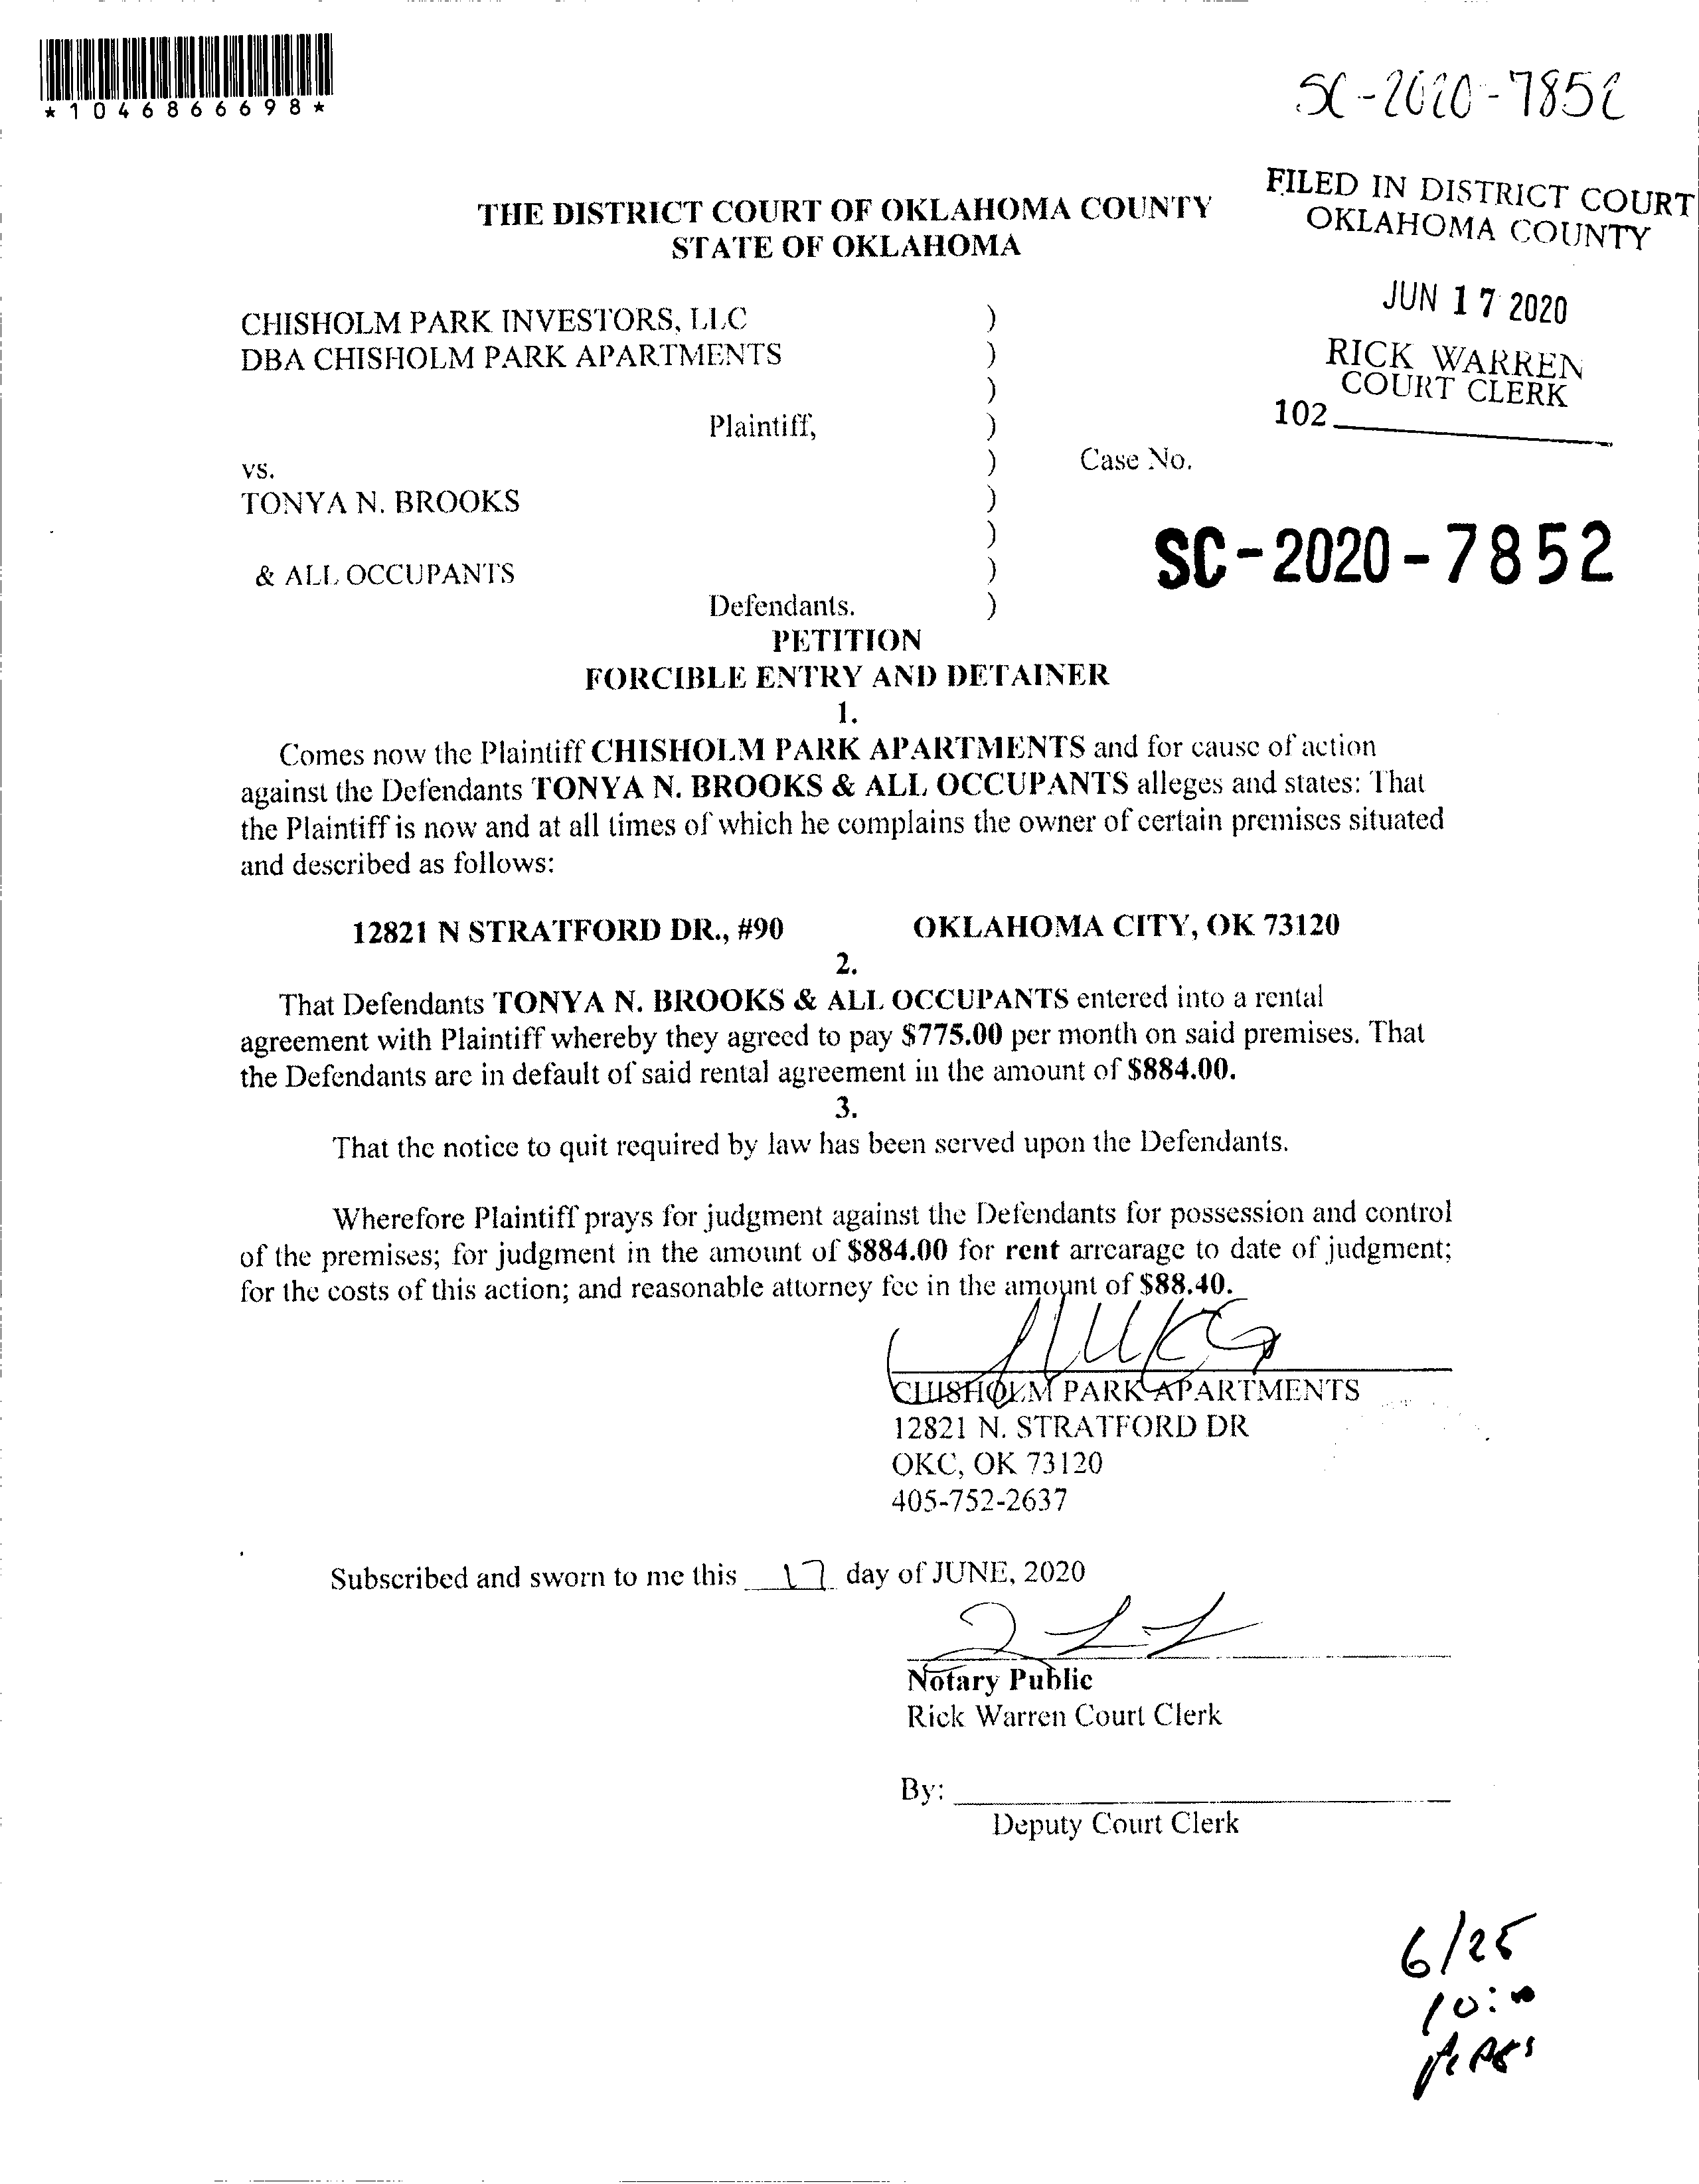 *1046866698*
SC-2020-7852
FILED IN DISTRICT COURT
OKLAHOMA COUNTY
JUN 17 2020
RICK WARREN
COURT CLERK
102
THE DISTRICT COURT OF OKLAHOMA COUNTY
STATE OF OKLAHOMA
CHISHOLM PARK INVESTORS, LLC )
DBA CHISHOLM PARK APARTMENTS )
)
Plaintiff, )
vs. ) Case No.
TONYA N. BROOKS )
)
SC-2020-7852
& ALL OCCUPANTS )
Defendants. )
PETITION
FORCIBLE ENTRY AND DETAINER
1.
Comes now the Plaintiff CHISHOLM PARK APARTMENTS and for cause of action
against the Defendants TONYA N. BROOKS & ALL OCCUPANTS alleges and states: That
the Plaintiff is now and at all times of which he complains the owner of certain premises situated
and described as follows:
12821 N STRATFORD DR., #90 OKLAHOMA CITY, OK 73120
2.
That Defendants TONYA N. BROOKS & ALL OCCUPANTS entered into a rental
agreement with Plaintiff whereby they agreed to pay $775.00 per month on said premises. That
the Defendants are in default of said rental agreement in the amount of $884.00.
3.
That the notice to quit required by law has been served upon the Defendants.
Wherefore Plaintiff prays for judgment against the Defendants for possession and control
of the premises; for judgment in the amount of $884.00 for rent arrearage to date of judgment;
for the costs of this action; and reasonable attorney fee in the amount of $88.40.
CHISHOLM PARK APARTMENTS
12821 N. STRATFORD DR
OKC, OK 73120
405-752-2637
Subscribed and sworn to me this 17 day of JUNE, 2020
Notary Public
Rick Warren Court Clerk
By:
Deputy Court Clerk
6/25
10:00